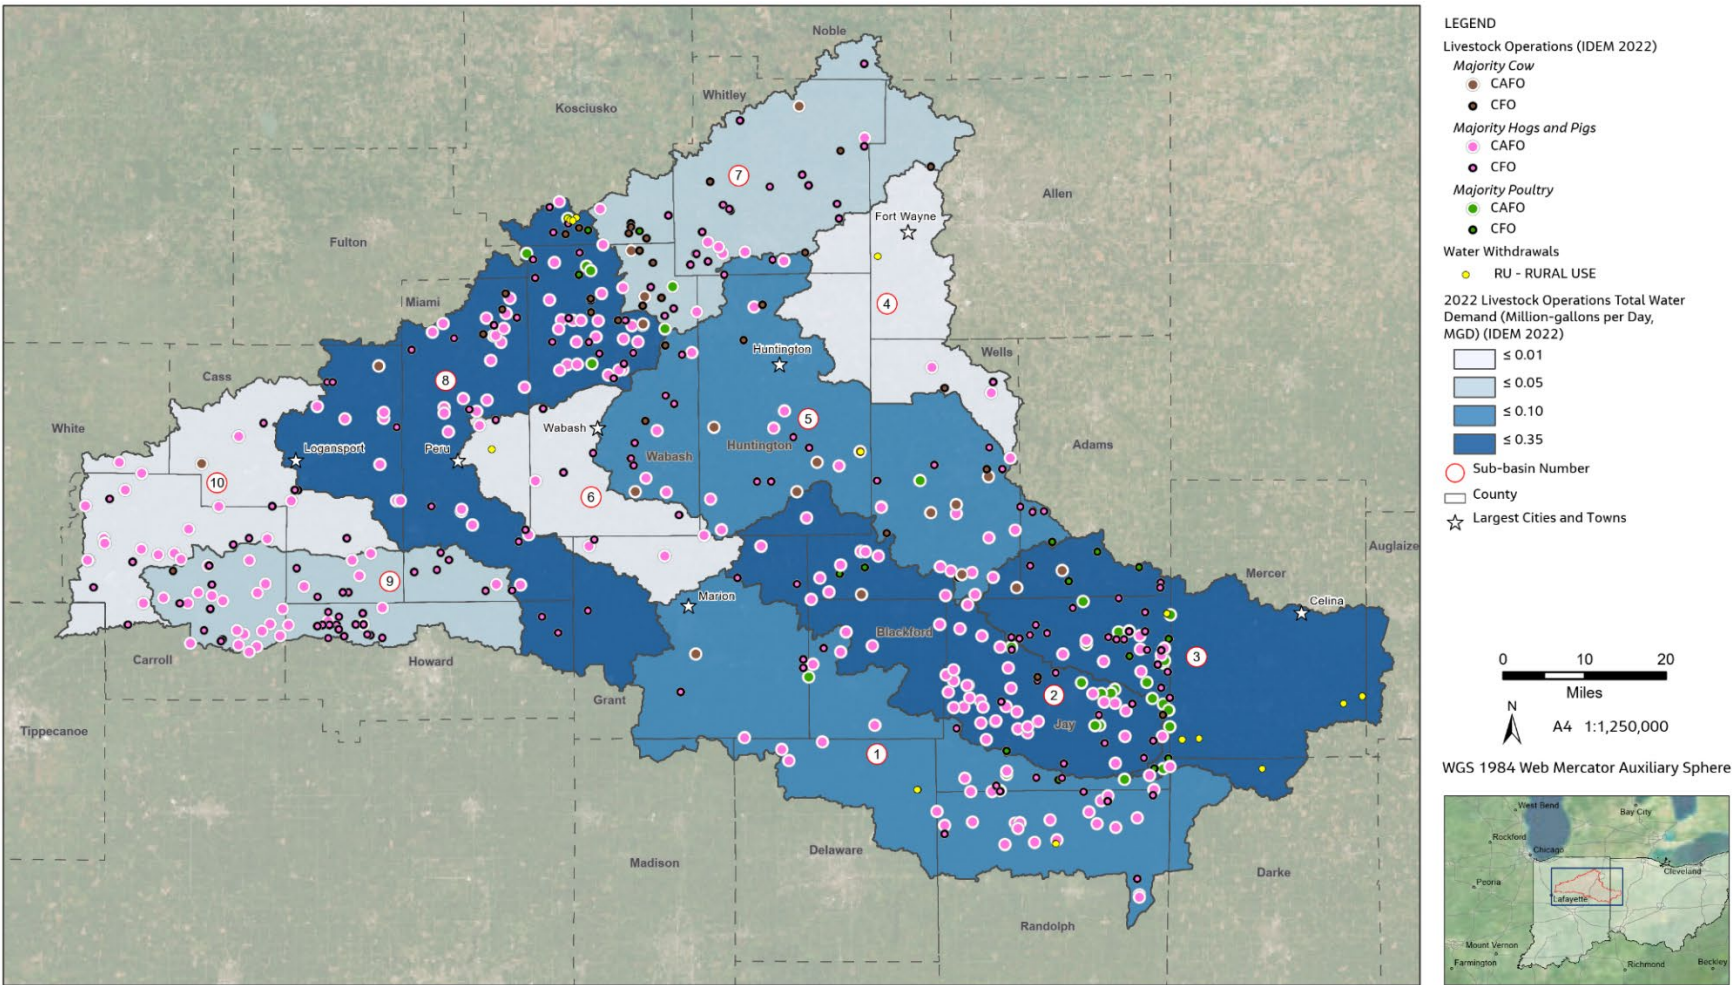 Noble
Whitley
Kosciusko
7
Allen
Fort Wayne
Fulton
Miami
4
Wells
Huntington
Cass
8
5
Huntington
White
Wabash
Adams
Logansport
Peru
Wabash
10
6
Auglaize
Mercer
9
Marion
Celina
Blackford
3
Carroll
Howard
2
Grant
Jay
Tippecanoe
1
Madison
Delaware
Darke
Randolph
LEGEND
Livestock Operations (IDEM 2022)
Majority Cow
CAFO
CFO
Majority Hogs and Pigs
CAFO
CFO
Majority Poultry
CAFO
CFO
Water Withdrawals
RU - RURAL USE
2022 Livestock Operations Total Water
Demand (Million-gallons per Day,
MGD) (IDEM 2022)
≤ 0.01
≤ 0.05
≤ 0.10
≤ 0.35
Sub-basin Number
County
Largest Cities and Towns
0 10 20
Miles
N
A4 1:1,250,000
WGS 1984 Web Mercator Auxiliary Sphere
West Bend
Bay City
Rockford
Chicago
Cleveland
Peoria
Lafayette
Mount Vernon
Farmington
Richmond
Beckley